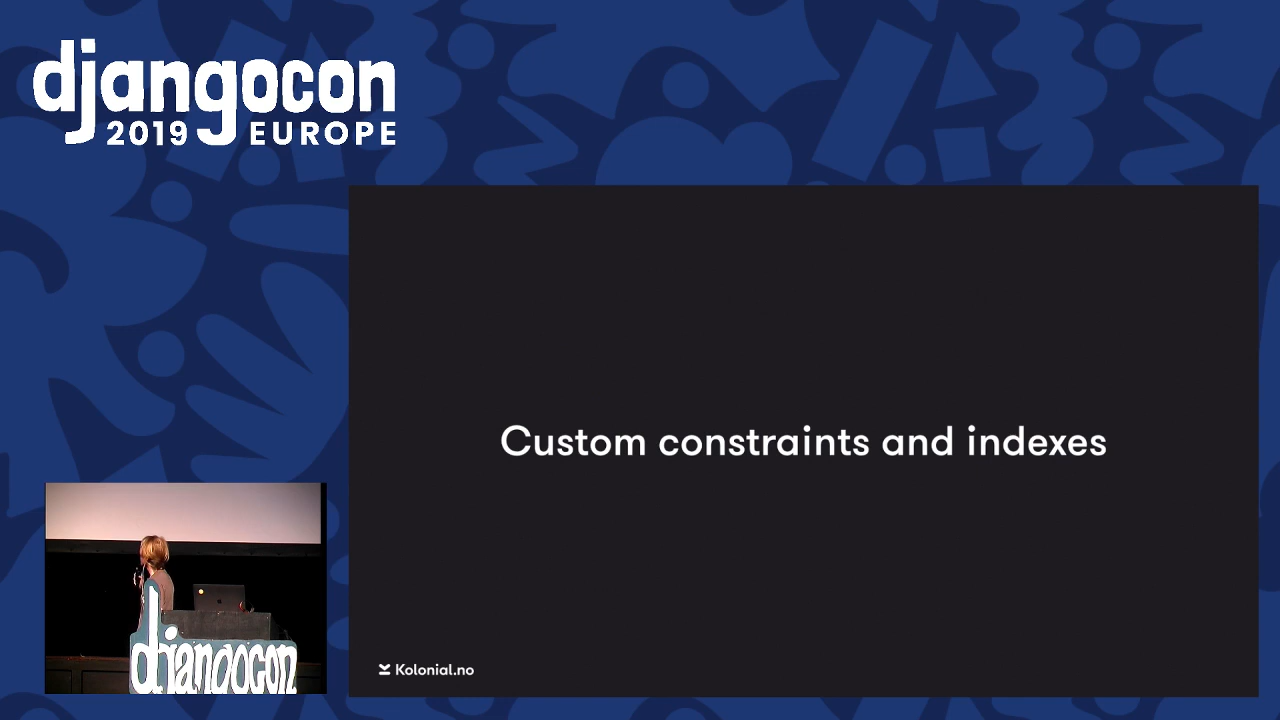 djangocon
2019 EUROPE
Custom constraints and indexes
Kolonial.no
djangocon